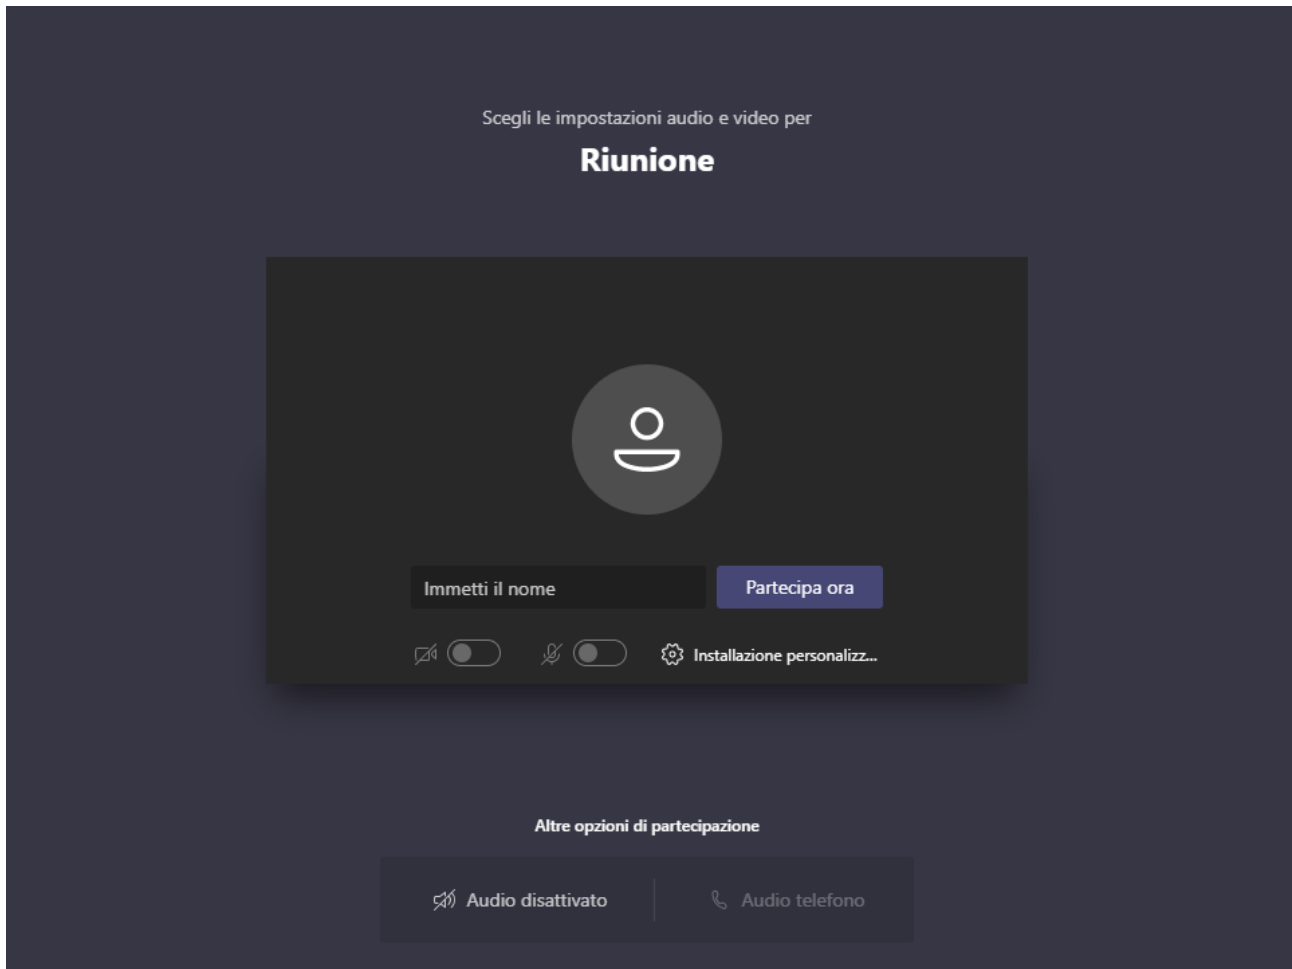 Scegli le impostazioni audio e video per
Riunione
Immetti il nome
Partecipa ora
Installazione personalizz...
Altre opzioni di partecipazione
Audio disattivato
Audio telefono